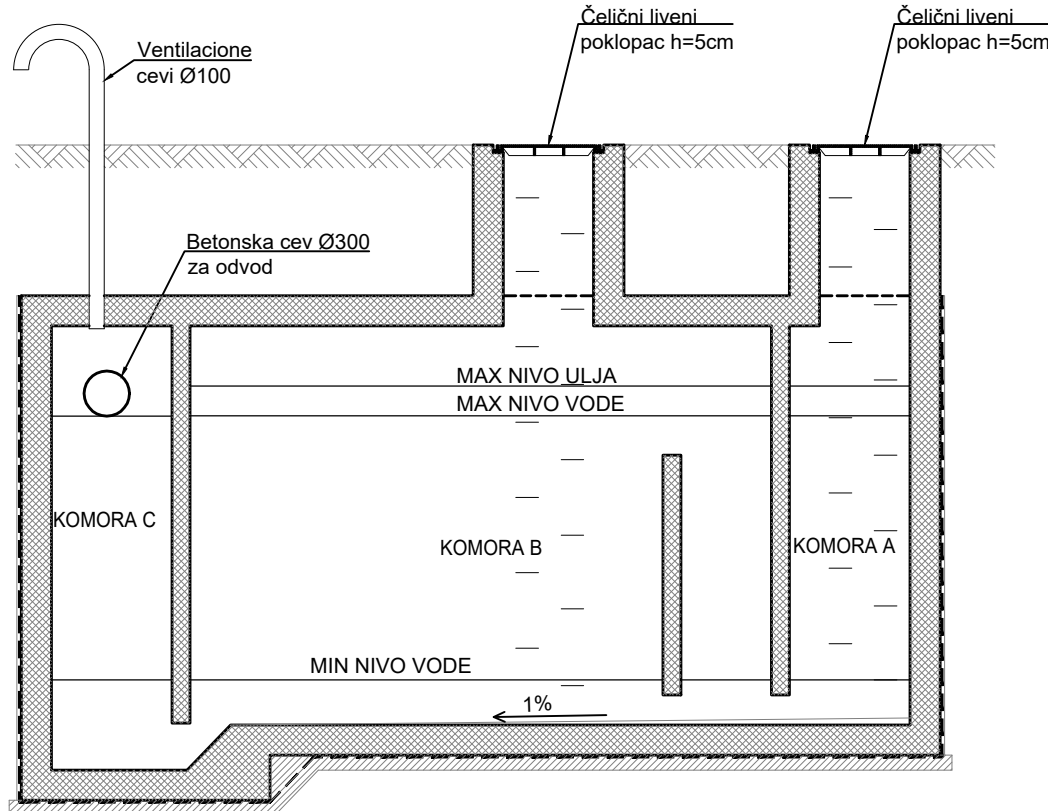 Čelični liveni
poklopac h=5cm
Čelični liveni
poklopac h=5cm
Ventilacione
cevi Ø100
Betonska cev Ø300
za odvod
MAX NIVO ULJA
MAX NIVO VODE
KOMORA C
KOMORA B
KOMORA A
MIN NIVO VODE
1%